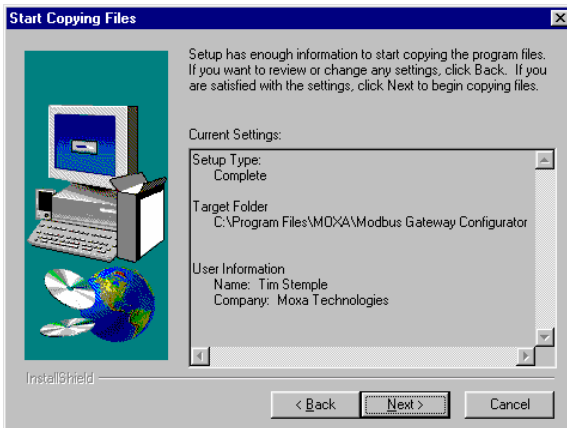 Start Copying Files
Setup has enough information to start copying the program files.
If you want to review or change any settings, click Back. If you
are satisfied with the settings, click Next to begin copying files.
Current Settings:
Setup Type:
Complete
Target Folder
C:\Program Files\MOXA\Modbus Gateway Configurator
User Information
Name: Tim Stemple
Company: Moxa Technologies
InstallShield
< Back
Next >
Cancel